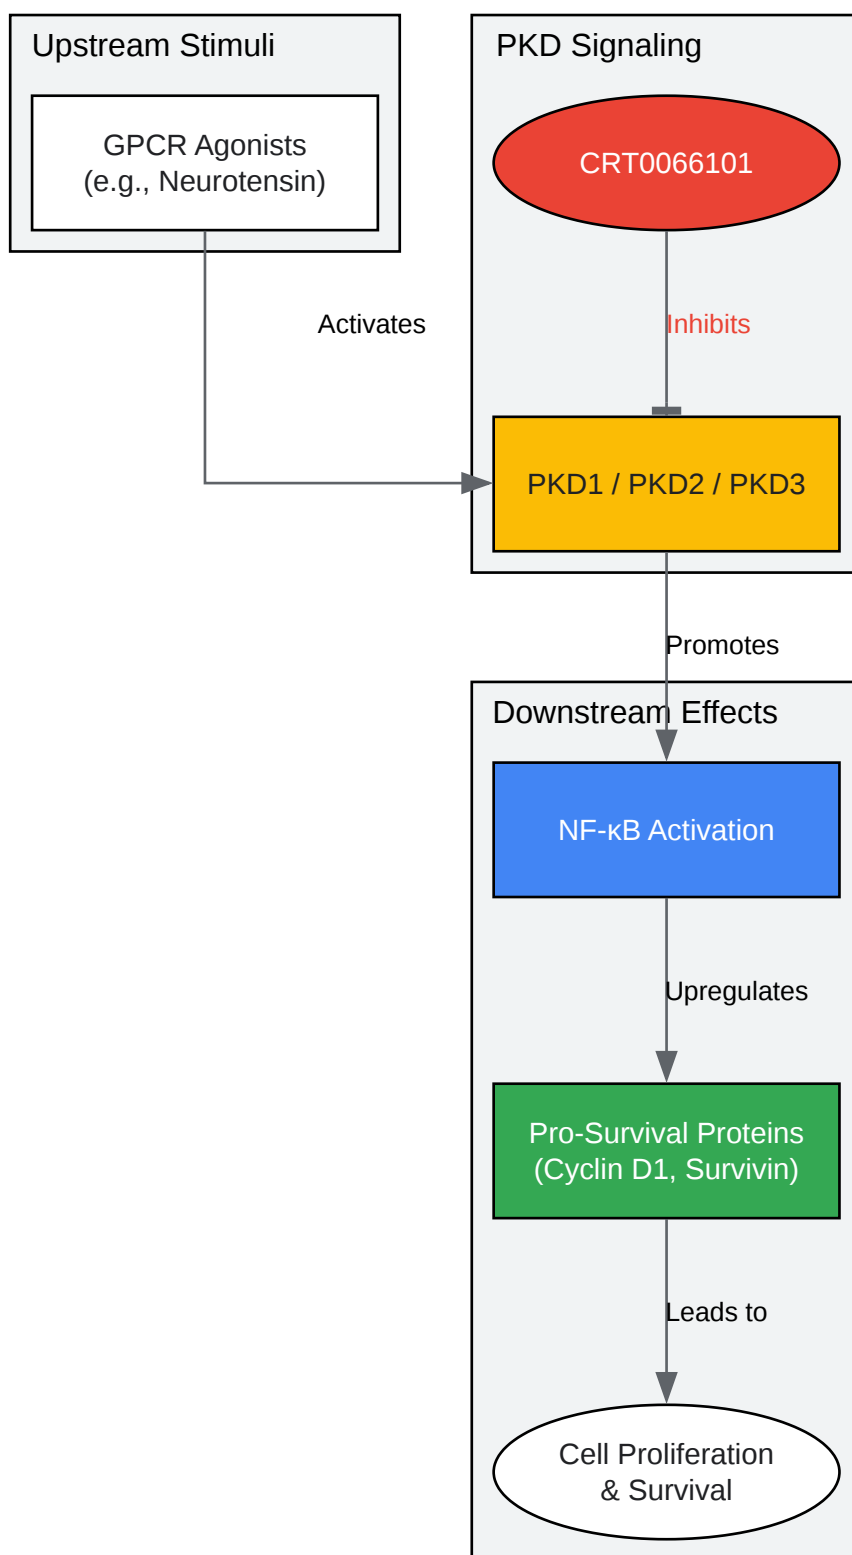 Upstream Stimuli
GPCR Agonists
(e.g., Neurotensin)
Activates
PKD Signaling
CRT0066101
Inhibits
PKD1 / PKD2 / PKD3
Promotes
Downstream Effects
NF-κB Activation
Upregulates
Pro-Survival Proteins
(Cyclin D1, Survivin)
Leads to
Cell Proliferation
& Survival